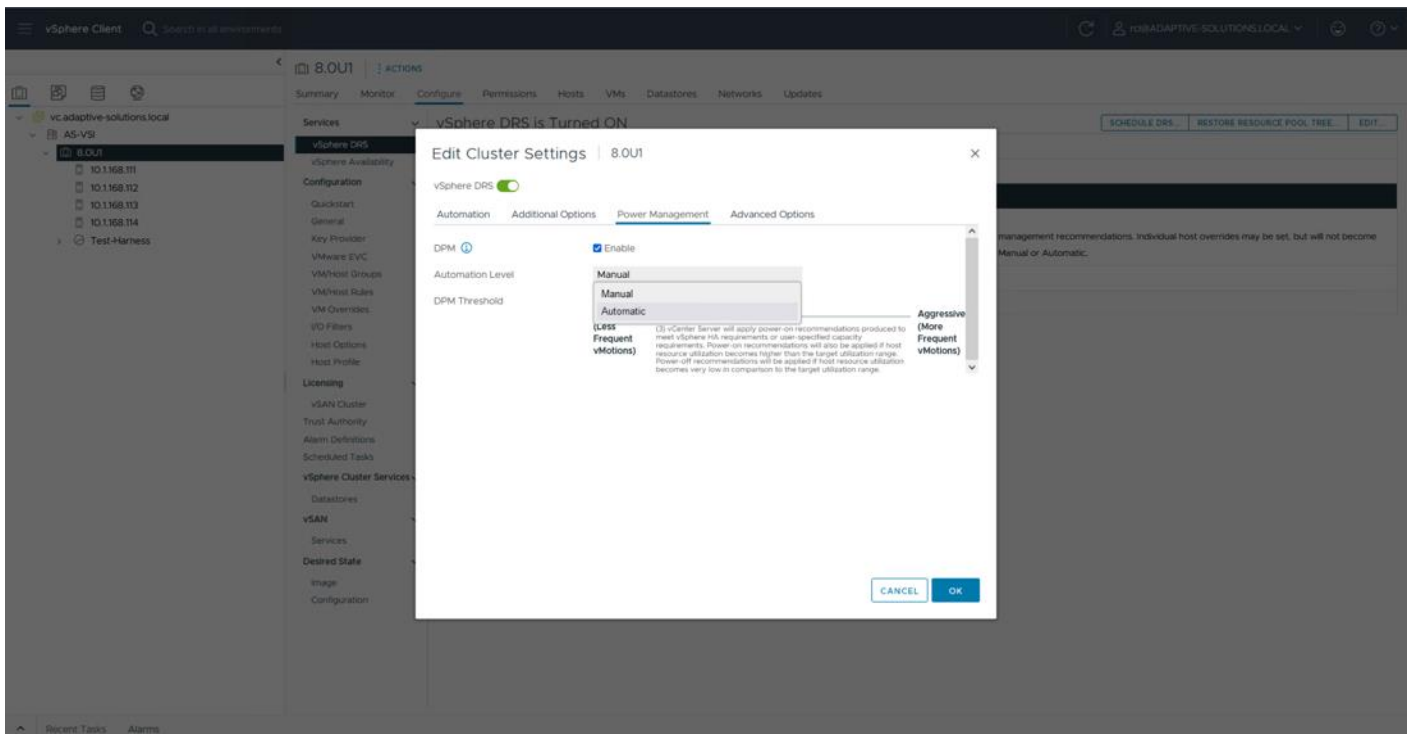 vSphere Client
Search in all environments
8.0U1
ACTIONS
Summary Monitor Configure Permissions Hosts VMs Datastores Networks Updates
vc.adaptive-solutions.local
AS-VSI
8.0U1
10.1.168.111
10.1.168.112
10.1.168.113
10.1.168.114
Test-Harness
Services
vSphere DRS
vSphere Availability
Configuration
Quickstart
General
Key Provider
VMware EVC
VM/Host Groups
VM/Host Rules
VM Overrides
I/O Filters
Host Options
Host Profile
Licensing
vSAN Cluster
Trust Authority
Alarm Definitions
Scheduled Tasks
vSphere Cluster Services
Datastores
vSAN
Services
Desired State
Image
Configuration
vSphere DRS is Turned ON
SCHEDULE DRS... RESTORE RESOURCE POOL TREE... EDIT...
management recommendations. Individual host overrides may be set, but will not become
Manual or Automatic.
Edit Cluster Settings 8.0U1
vSphere DRS
Automation Additional Options Power Management Advanced Options
DPM Enable
Automation Level Manual
Manual
Automatic
DPM Threshold
(Less
Frequent
vMotions)
(3) vCenter Server will apply power-on recommendations produced to
meet vSphere HA requirements or user-specified capacity
requirements. Power-on recommendations will also be applied if host
resource utilization becomes higher than the target utilization range.
Power-off recommendations will be applied if host resource utilization
becomes very low in comparison to the target utilization range.
Aggressive
(More
Frequent
vMotions)
CANCEL OK
Recent Tasks Alarms